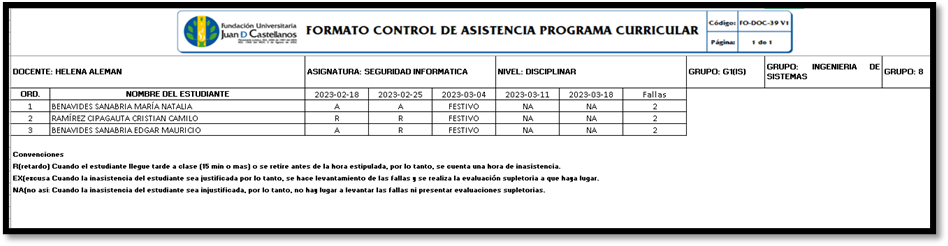 Fundación Universitaria
Juan D Castellanos
FORMATO CONTROL DE ASISTENCIA PROGRAMA CURRICULAR
Código: FO-DOC-39 V1
Página: 1 de 1
DOCENTE: HELENA ALEMAN ASIGNATURA: SEGURIDAD INFORMATICA NIVEL: DISCIPLINAR GRUPO: G1(IS) GRUPO: INGENIERIA DE SISTEMAS GRUPO: 8
ORD. NOMBRE DEL ESTUDIANTE 2023-02-18 2023-02-25 2023-03-04 2023-03-11 2023-03-18 Fallas
1 BENAVIDES SANABRIA MARÍA NATALIA A A FESTIVO NA NA 2
2 RAMÍREZ CIPAGAUTA CRISTIAN CAMILO R R FESTIVO NA NA 2
3 BENAVIDES SANABRIA EDGAR MAURICIO A R FESTIVO NA NA 2
Convenciones
R(retardo) Cuando el estudiante llegue tarde a clase (15 min o mas) o se retire antes de la hora estipulada, por lo tanto, se cuenta una hora de inasistencia.
EX(excusa Cuando la inasistencia del estudiante sea justificada por lo tanto, se hace levantamiento de las fallas y se realiza la evaluación supletoria a que haya lugar.
NA(no asi: Cuando la inasistencia del estudiante sea injustificada, por lo tanto, no hay lugar a levantar las fallas ni presentar evaluaciones supletorias.